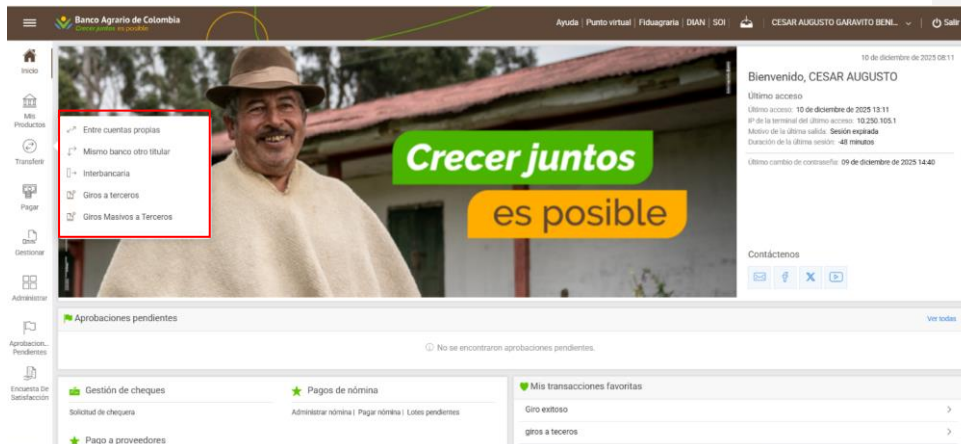 Banco Agrario de Colombia
Crecer juntos es posible
Ayuda | Punto virtual | Fiduagraria | DIAN | SOI | CESAR AUGUSTO GARAVITO BENI... | Salir
Inicio
Mis Productos
Transferir
Pagar
Gestionar
Administrar
Aprobacion... Pendientes
Encuesta De Satisfacción
Entre cuentas propias
Mismo banco otro titular
Interbancaria
Giros a terceros
Giros Masivos a Terceros
Crecer juntos
es posible
10 de diciembre de 2025 08:11
Bienvenido, CESAR AUGUSTO
Último acceso
Último acceso: 10 de diciembre de 2025 13:11
IP de la terminal del último acceso: 10.250.105.1
Motivo de la última salida: Sesión expirada
Duración de la última sesión: -48 minutos
Último cambio de contraseña: 09 de diciembre de 2025 14:40
Contáctenos
Aprobaciones pendientes
Ver todas
No se encontraron aprobaciones pendientes.
Gestión de cheques
Solicitud de chequera
Pagos de nómina
Administrar nómina | Pagar nómina | Lotes pendientes
Pago a proveedores
Mis transacciones favoritas
Giro exitoso
giros a teceros